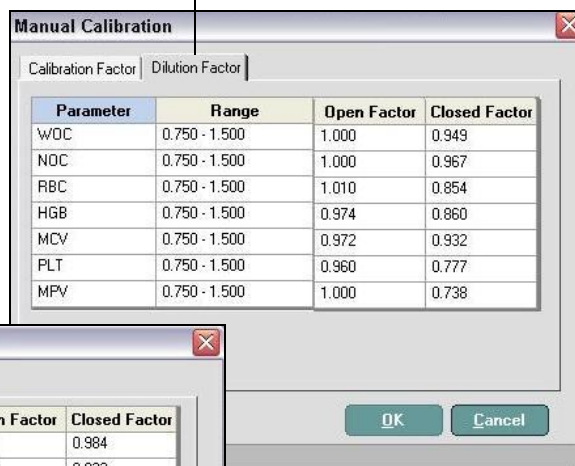 Manual Calibration
Calibration Factor Dilution Factor
Parameter Range Open Factor Closed Factor
WOC 0.750 - 1.500 1.000 0.949
NOC 0.750 - 1.500 1.000 0.967
RBC 0.750 - 1.500 1.010 0.854
HGB 0.750 - 1.500 0.974 0.860
MCV 0.750 - 1.500 0.972 0.932
PLT 0.750 - 1.500 0.960 0.777
MPV 0.750 - 1.500 1.000 0.738
OK Cancel
Factor Closed Factor
0.984